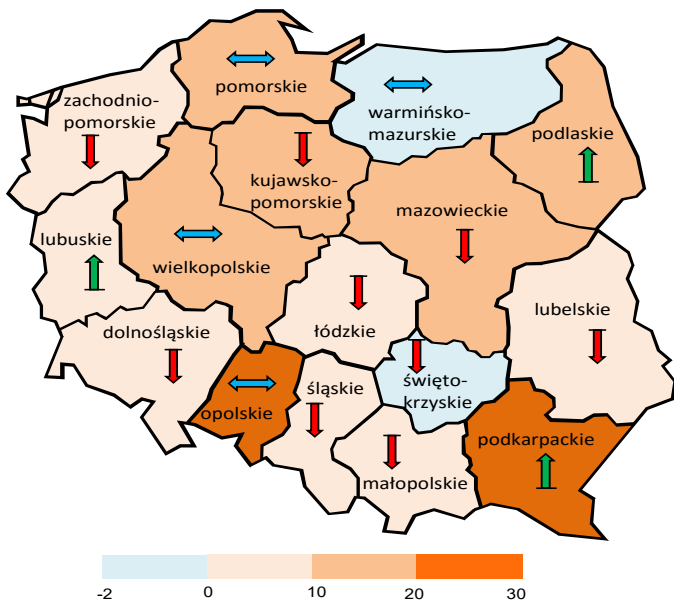 pomorskie
zachodnio-
pomorskie
warmińsko-
mazurskie
podlaskie
kujawsko-
pomorskie
mazowieckie
lubuskie
wielkopolskie
dolnośląskie
łódzkie
lubelskie
opolskie
śląskie
święto-
krzyskie
podkarpackie
małopolskie
-2 0 10 20 30